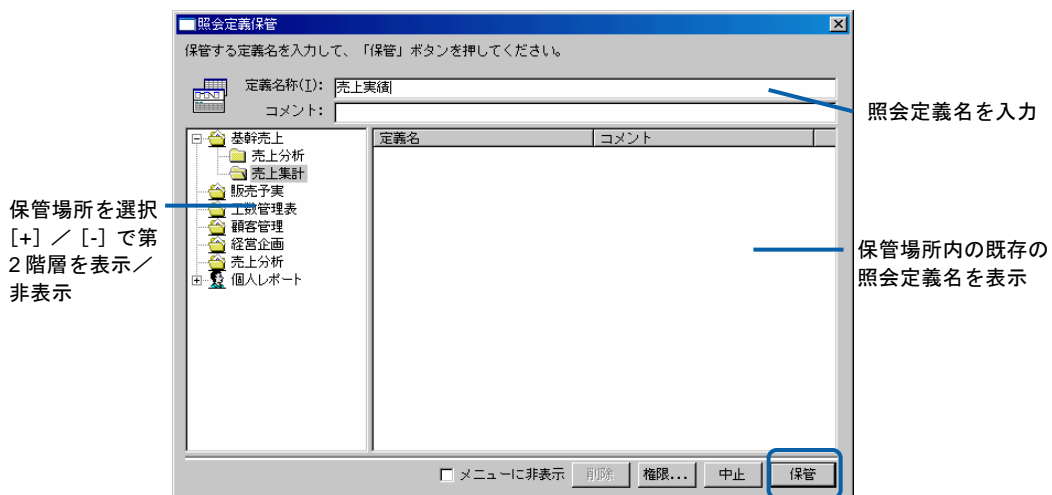 照会定義保管
保管する定義名を入力して、「保管」ボタンを押してください。
定義名称(I): 売上実績
コメント:
照会定義名を入力
基幹売上
売上分析
売上集計
販売予実
工数管理表
顧客管理
経営企画
売上分析
個人レポート
定義名 コメント
保管場所を選択
[+] / [-] で第
2階層を表示/
非表示
保管場所内の既存の
照会定義名を表示
メニューに非表示 削除 権限... 中止 保管